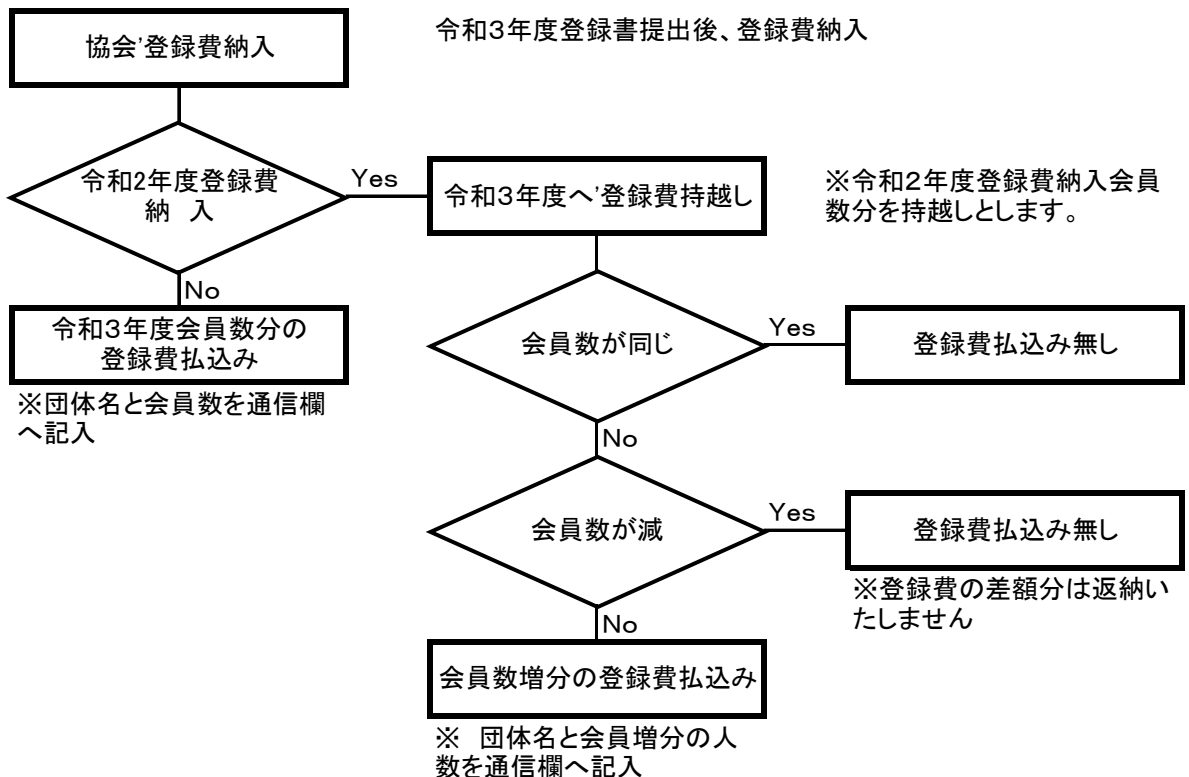 協会'登録費納入
令和3年度登録書提出後、登録費納入
令和2年度登録費
納　入
Yes
令和3年度へ'登録費持越し
※令和2年度登録費納入会員
数分を持越しとします。
No
令和3年度会員数分の
登録費払込み
※団体名と会員数を通信欄
へ記入
会員数が同じ
Yes
登録費払込み無し
No
会員数が減
Yes
登録費払込み無し
※登録費の差額分は返納い
たしません
No
会員数増分の登録費払込み
※　団体名と会員増分の人
数を通信欄へ記入